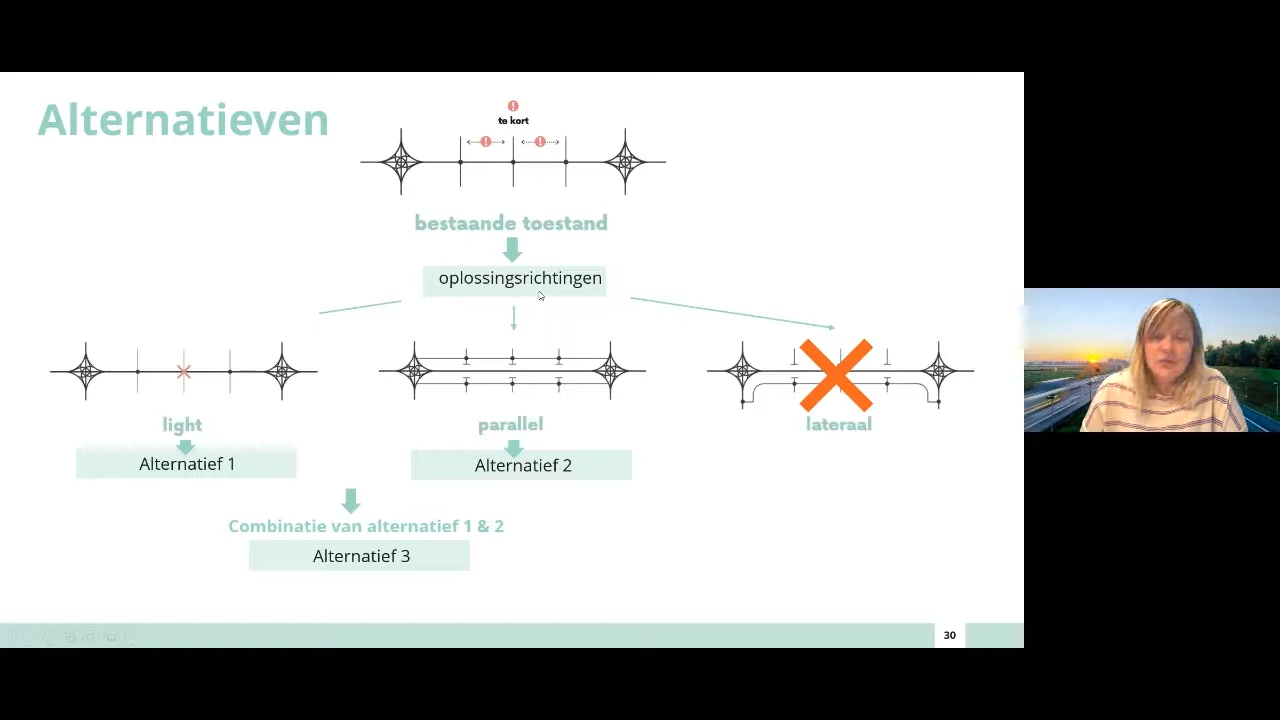 Alternatieven
te kort
bestaande toestand
oplossingsrichtingen
light
parallel
lateraal
Alternatief 1
Alternatief 2
Combinatie van alternatief 1 & 2
Alternatief 3
30